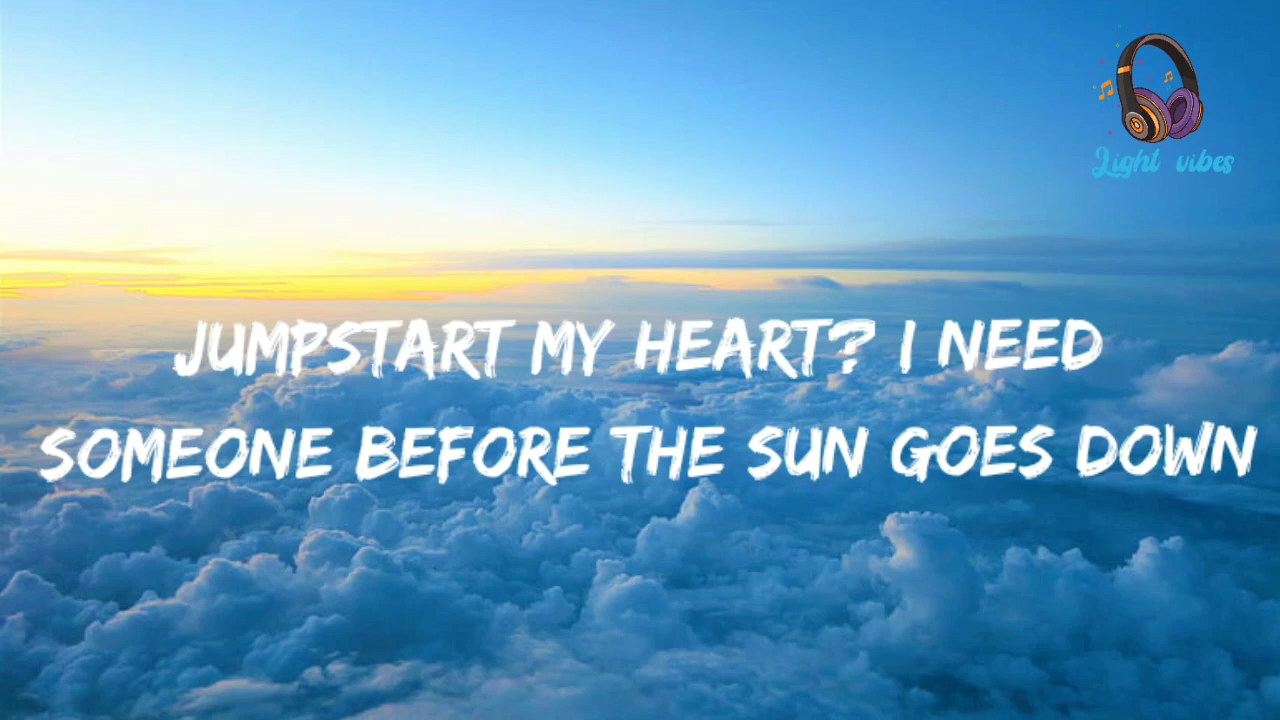 Light vibes
JUMPSTART MY HEART? I NEED
SOMEONE BEFORE THE SUN GOES DOWN